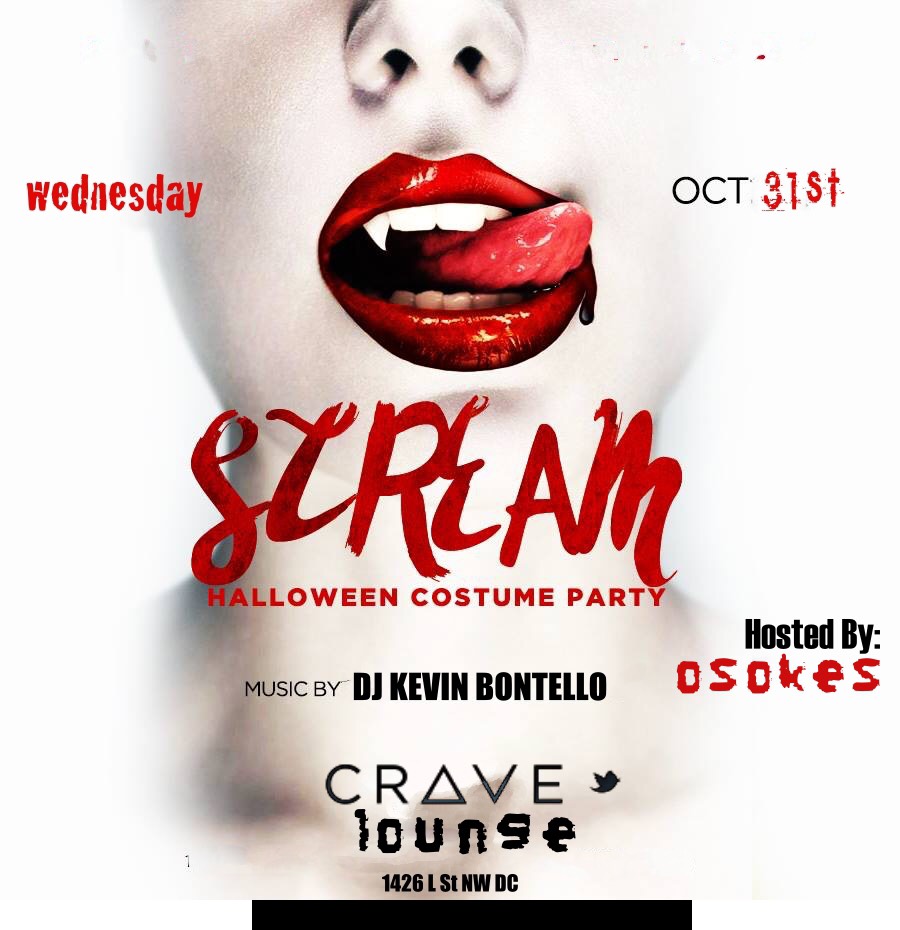 wednesday
OCT 31st
SCREAM
HALLOWEEN COSTUME PARTY
Hosted By:
osokes
MUSIC BY DJ KEVIN BONTELLO
CRAVE
lounge
1426 L St NW DC